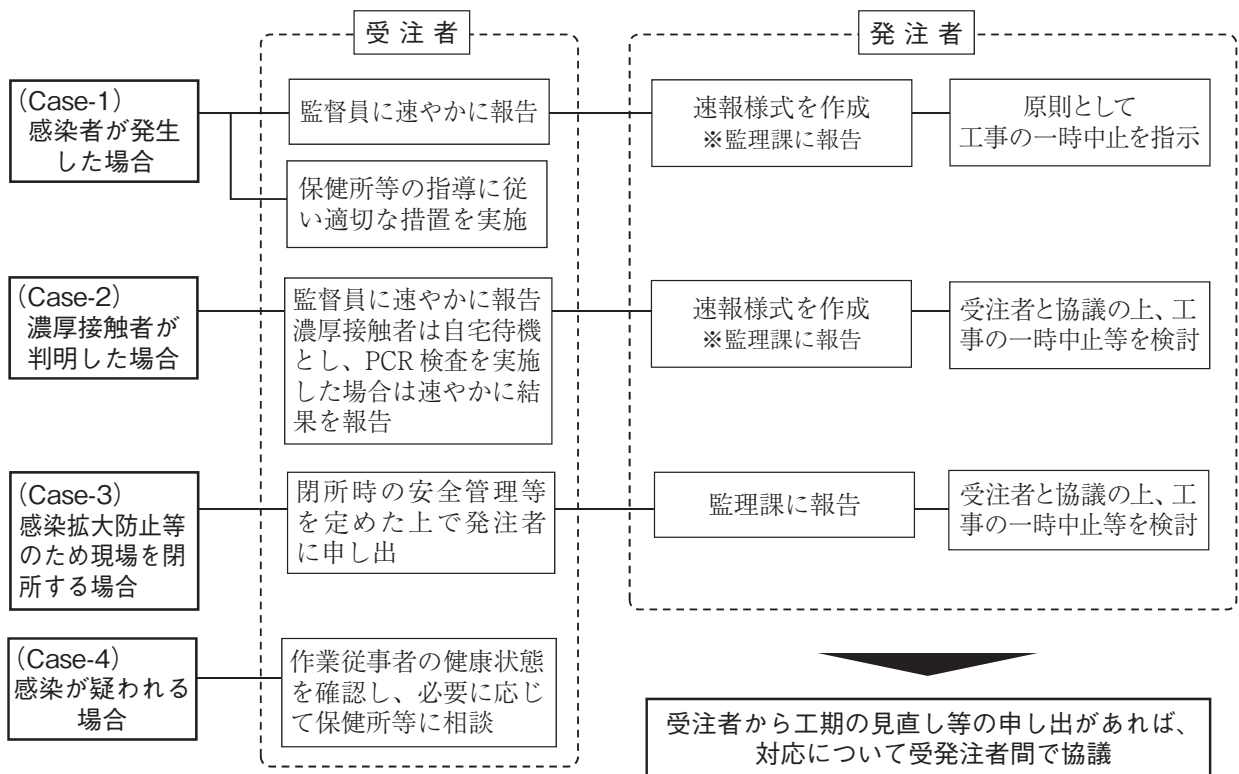 受注者
発注者
(Case-1)
感染者が発生
した場合
監督員に速やかに報告
保健所等の指導に従
い適切な措置を実施
速報様式を作成
※監理課に報告
原則として
工事の一時中止を指示
(Case-2)
濃厚接触者が
判明した場合
監督員に速やかに報告
濃厚接触者は自宅待機
とし、PCR検査を実施
した場合は速やかに結
果を報告
速報様式を作成
※監理課に報告
受注者と協議の上、工
事の一時中止等を検討
(Case-3)
感染拡大防止等
のため現場を閉
所する場合
閉所時の安全管理等
を定めた上で発注者
に申し出
監理課に報告
受注者と協議の上、工
事の一時中止等を検討
(Case-4)
感染が疑われる
場合
作業従事者の健康状態
を確認し、必要に応じ
て保健所等に相談
受注者から工期の見直し等の申し出があれば、
対応について受発注者間で協議